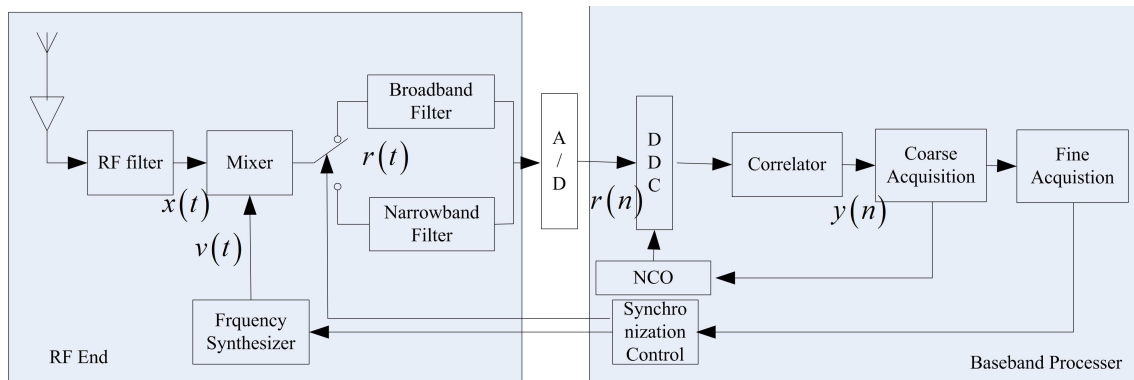 Broadband
Filter
A
/
D
D
D
C
RF filter
Mixer
r(t)
Correlator
Coarse
Acquisition
Fine
Acquistion
x(t)
r(n)
y(n)
Narrowband
Filter
v(t)
NCO
Frquency
Synthesizer
Synchro
nization
Control
RF End
Baseband Processer